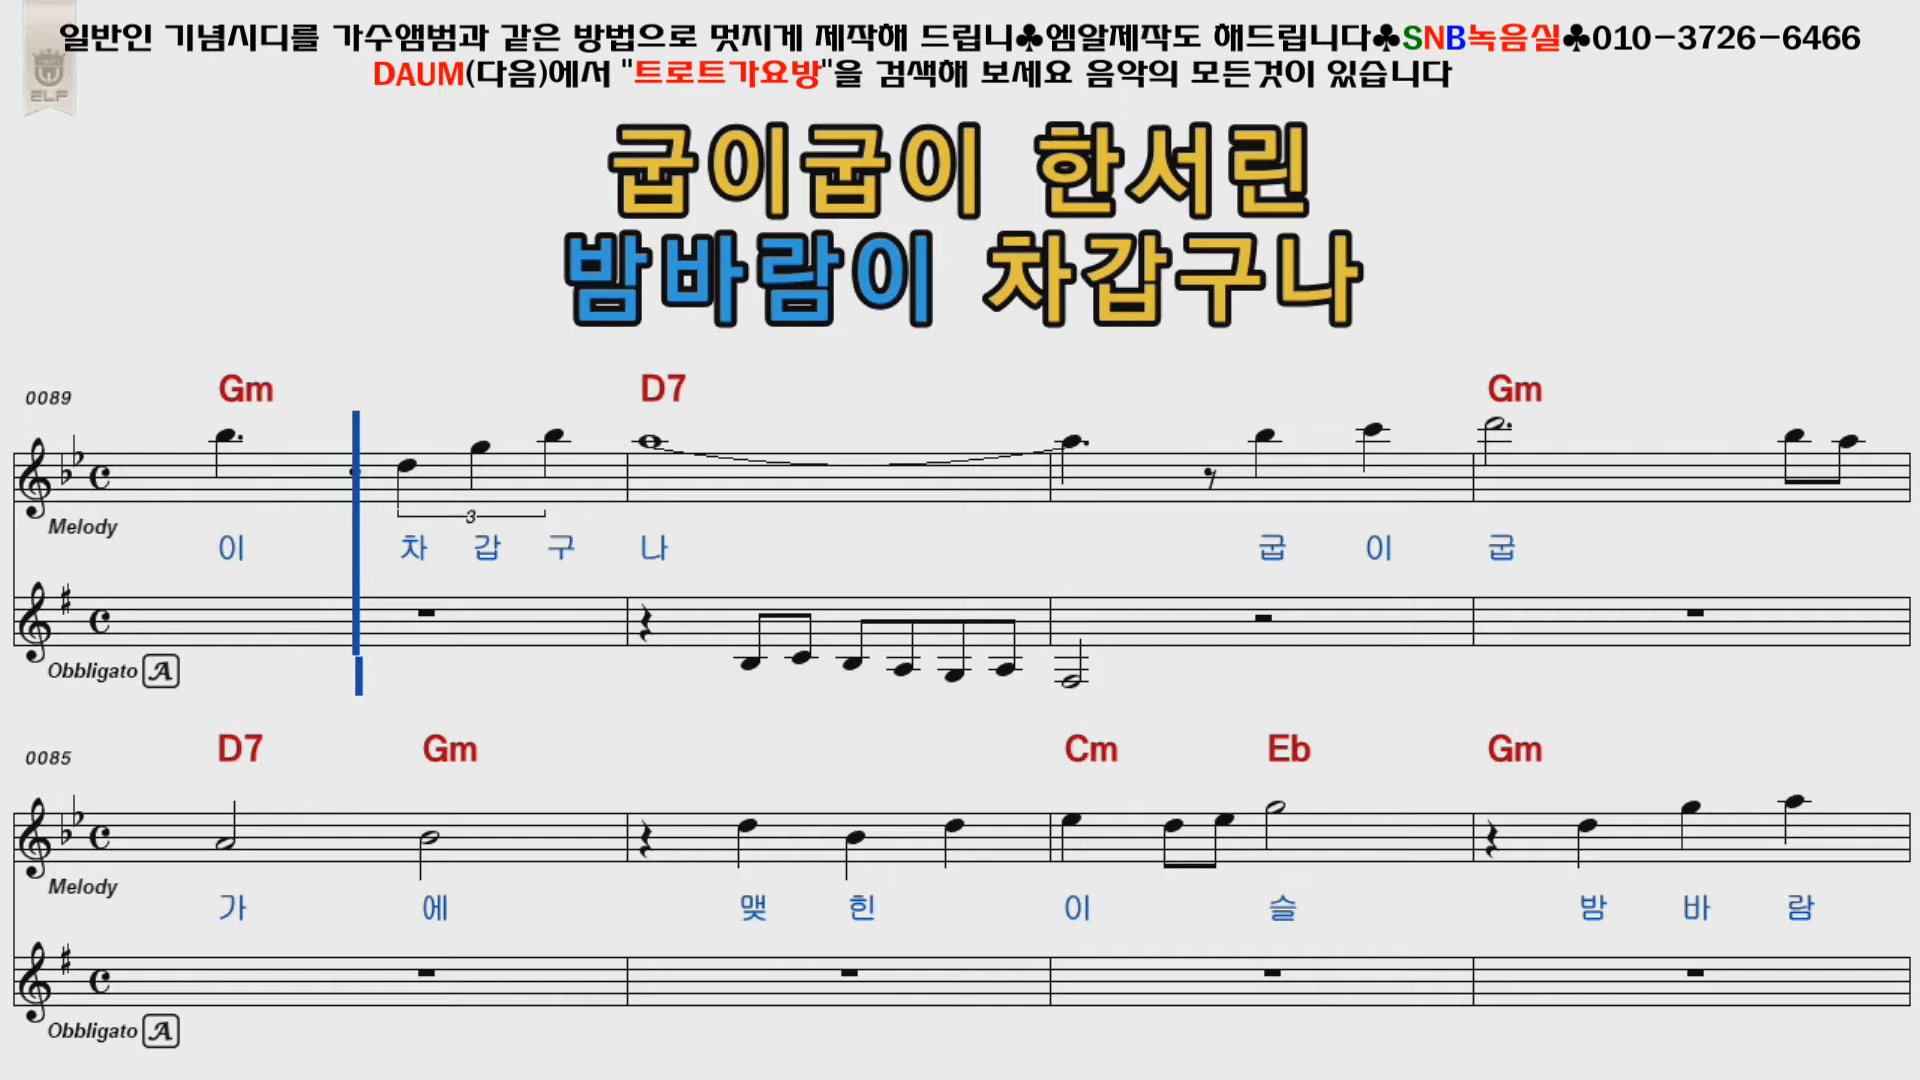 일반인 기념시디를 가수앨범과 같은 방법으로 멋지게 제작해 드립니♣엠알제작도 해드립니다♣SNB녹음실♣010-3726-6466
DAUM(다음)에서 "트로트가요방"을 검색해 보세요 음악의 모든것이 있습니다
ELF
굽이굽이 한서린
밤바람이 차갑구나
0089 Gm D7 Gm
3
Melody
이 차 갑 구 나 굽 이 굽
Obbligato A
0085 D7 Gm Cm Eb Gm
Melody
가 에 맺 힌 이 슬 밤 바 람
Obbligato A